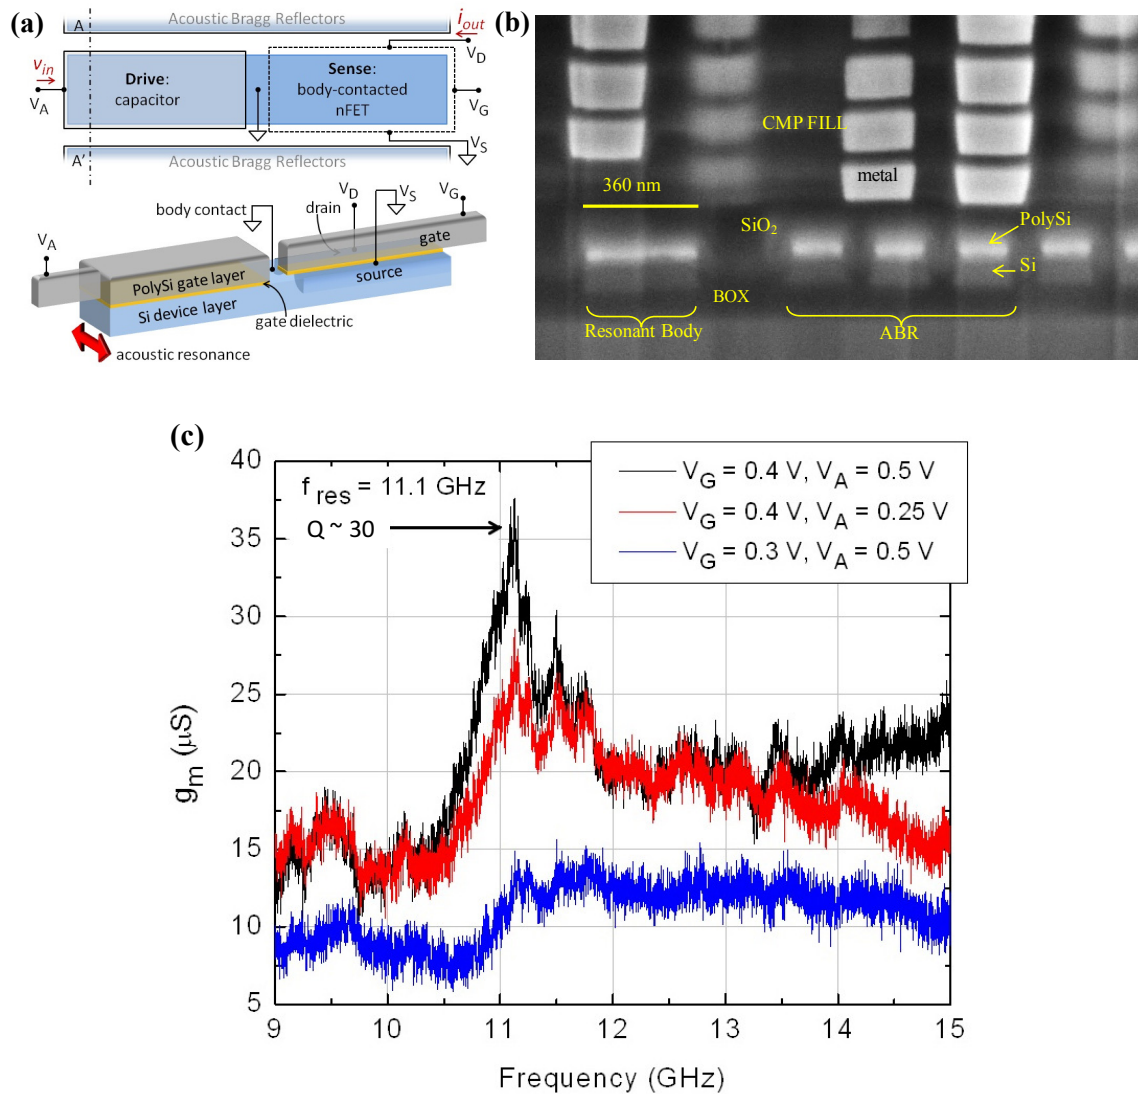 (a)
A
Acoustic Bragg Reflectors
i_out
V_D
v_in
Drive:
capacitor
Sense:
body-contacted
nFET
V_A
V_G
V_S
A'
Acoustic Bragg Reflectors
body contact
V_D
V_S
V_G
drain
V_A
gate
source
PolySi gate layer
Si device layer
gate dielectric
acoustic resonance
(b)
CMP FILL
metal
360 nm
SiO₂
PolySi
Si
BOX
Resonant Body
ABR
(c)
40
35
30
25
20
15
10
5
g_m (μS)
f_res = 11.1 GHz
Q ~ 30
V_G = 0.4 V, V_A = 0.5 V
V_G = 0.4 V, V_A = 0.25 V
V_G = 0.3 V, V_A = 0.5 V
9 10 11 12 13 14 15
Frequency (GHz)